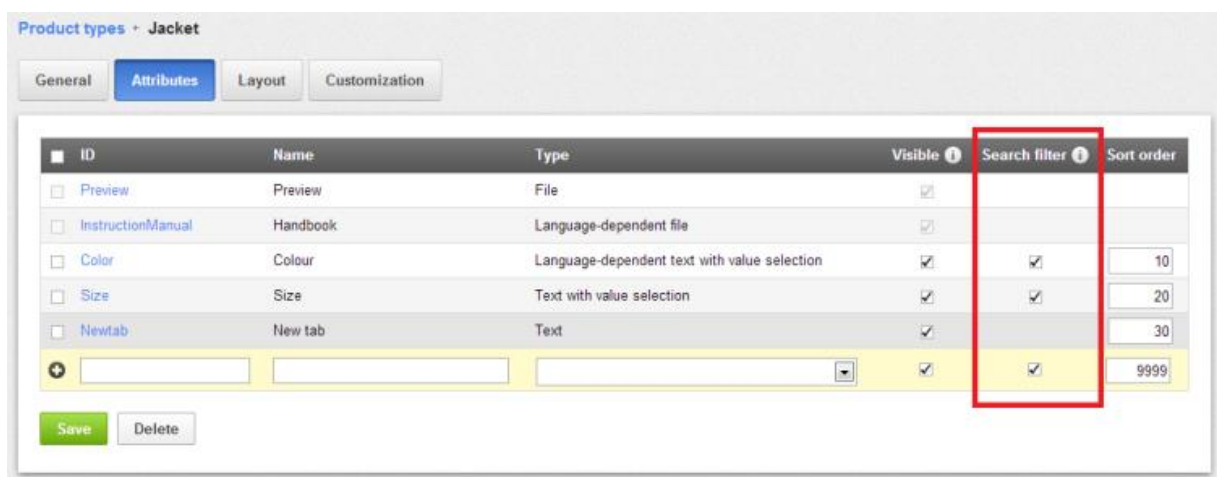 Product types Jacket
General Attributes Layout Customization
ID Name Type Visible Search filter Sort order
Preview Preview File
InstructionManual Handbook Language-dependent file
Color Colour Language-dependent text with value selection 10
Size Size Text with value selection 20
Newtab New tab Text 30
9999
Save Delete